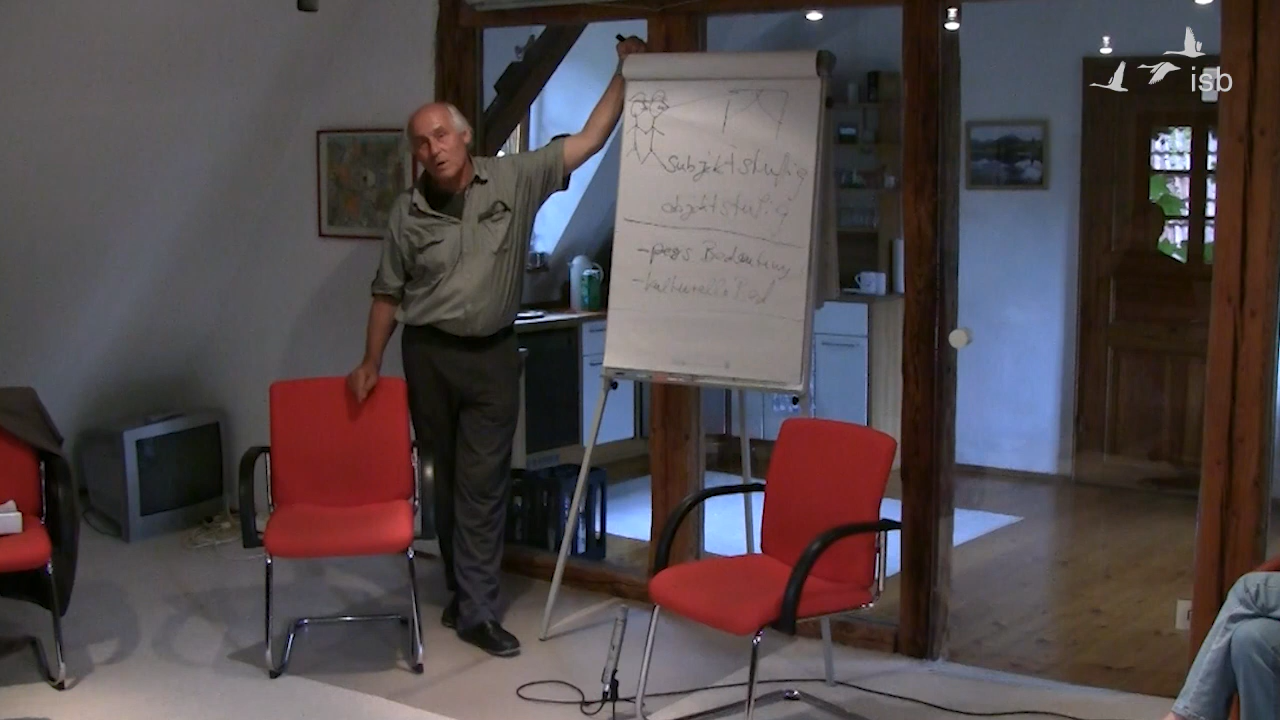 isb
subjektstufig
objektstufig
- pers Bedeutung
- kulturelle Bed